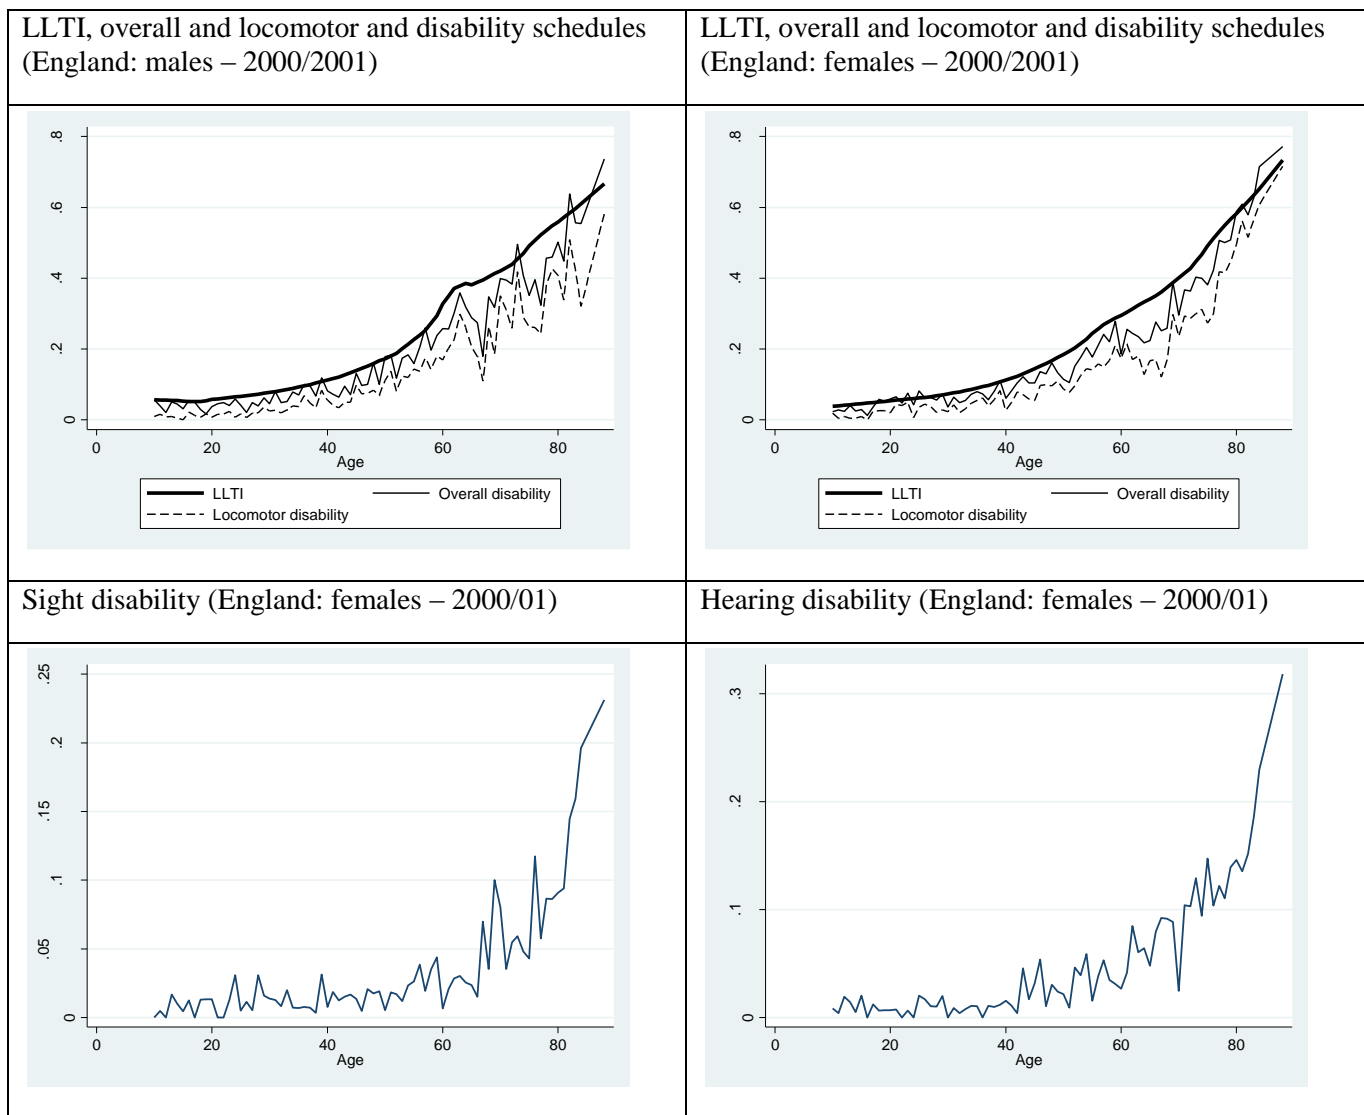 LLTI, overall and locomotor and disability schedules
(England: males – 2000/2001)
LLTI, overall and locomotor and disability schedules
(England: females – 2000/2001)
.8
.6
.4
.2
0
0 20 40 60 80
Age
LLTI Overall disability
Locomotor disability
.8
.6
.4
.2
0
0 20 40 60 80
Age
LLTI Overall disability
Locomotor disability
Sight disability (England: females – 2000/01)
Hearing disability (England: females – 2000/01)
.25
.2
.15
.1
.05
0
0 20 40 60 80
Age
.3
.2
.1
0
0 20 40 60 80
Age